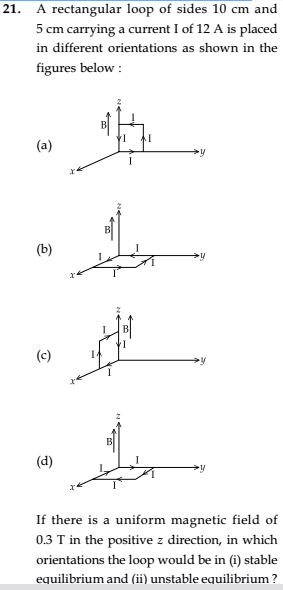 21. A rectangular loop of sides 10 cm and
5 cm carrying a current I of 12 A is placed
in different orientations as shown in the
figures below :
(a)
z
B
I
I
I
I
y
x
(b)
z
B
I
I
I
I
y
x
(c)
z
I
B
I
I
I
y
x
(d)
z
B
I
I
I
I
y
x
If there is a uniform magnetic field of
0.3 T in the positive z direction, in which
orientations the loop would be in (i) stable
equilibrium and (ii) unstable equilibrium ?